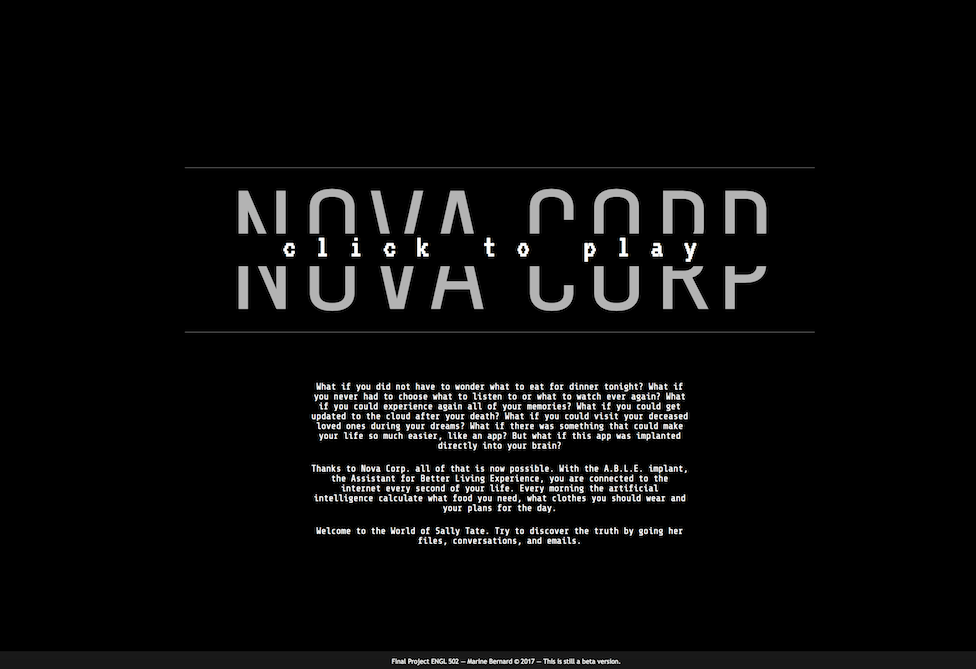 NOVA CORP
click to play
What if you did not have to wonder what to eat for dinner tonight? What if
you never had to choose what to listen to or what to watch ever again? What
if you could experience again all of your memories? What if you could get
updated to the cloud after your death? What if you could visit your deceased
loved ones during your dreams? What if there was something that could make
your life so much easier, like an app? But what if this app was implanted
directly into your brain?
Thanks to Nova Corp. all of that is now possible. With the A.B.L.E. implant,
the Assistant for Better Living Experience, you are connected to the
internet every second of your life. Every morning the artificial
intelligence calculate what food you need, what clothes you should wear and
your plans for the day.
Welcome to the World of Sally Tate. Try to discover the truth by going her
files, conversations, and emails.
Final Project ENGL 502 — Marine Bernard © 2017 — This is still a beta version.